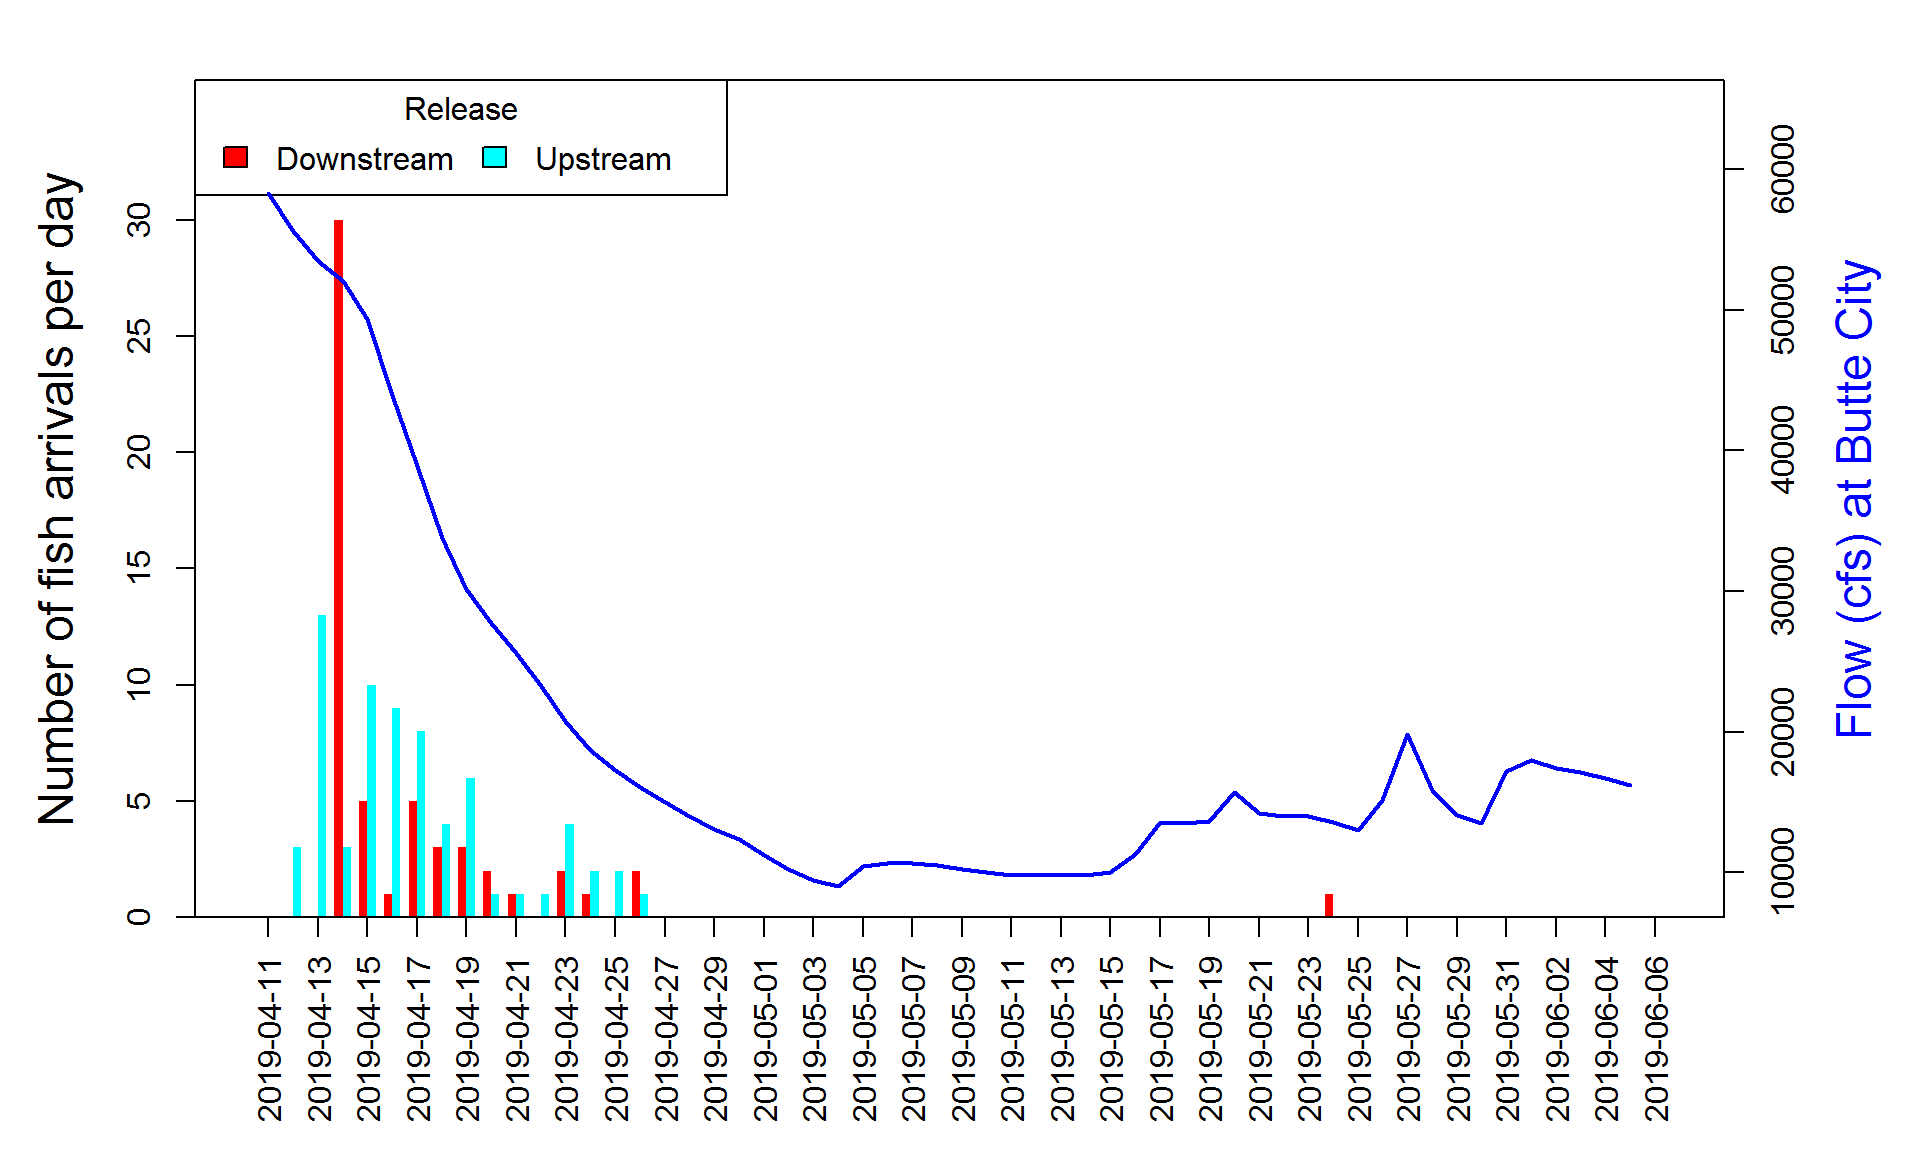 Release
Downstream Upstream
Number of fish arrivals per day
0 5 10 15 20 25 30
2019-04-11 2019-04-13 2019-04-15 2019-04-17 2019-04-19 2019-04-21 2019-04-23 2019-04-25 2019-04-27 2019-04-29 2019-05-01 2019-05-03 2019-05-05 2019-05-07 2019-05-09 2019-05-11 2019-05-13 2019-05-15 2019-05-17 2019-05-19 2019-05-21 2019-05-23 2019-05-25 2019-05-27 2019-05-29 2019-05-31 2019-06-02 2019-06-04 2019-06-06
10000 20000 30000 40000 50000 60000
Flow (cfs) at Butte City